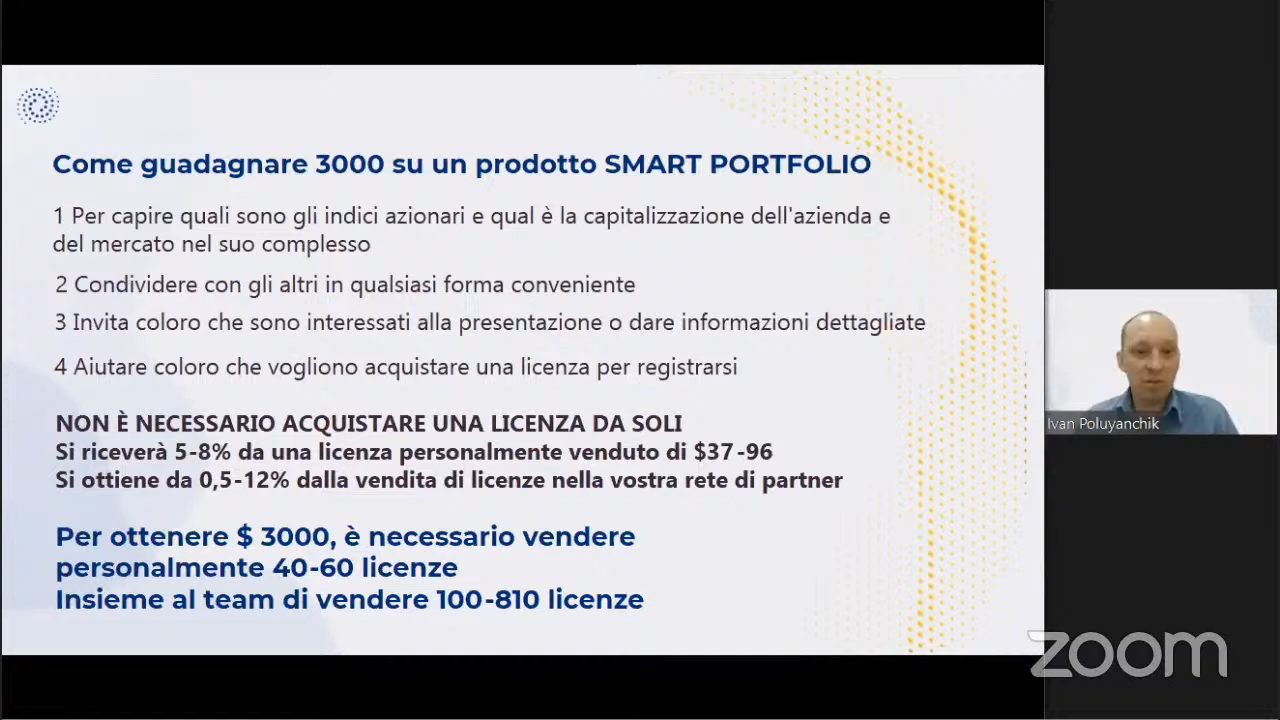 Come guadagnare 3000 su un prodotto SMART PORTFOLIO
1 Per capire quali sono gli indici azionari e qual è la capitalizzazione dell'azienda e
del mercato nel suo complesso
2 Condividere con gli altri in qualsiasi forma conveniente
3 Invita coloro che sono interessati alla presentazione o dare informazioni dettagliate
4 Aiutare coloro che vogliono acquistare una licenza per registrarsi
NON È NECESSARIO ACQUISTARE UNA LICENZA DA SOLI
Si riceverà 5-8% da una licenza personalmente venduto di $37-96
Si ottiene da 0,5-12% dalla vendita di licenze nella vostra rete di partner
Per ottenere $ 3000, è necessario vendere
personalmente 40-60 licenze
Insieme al team di vendere 100-810 licenze
Ivan Poluyanchik
zoom